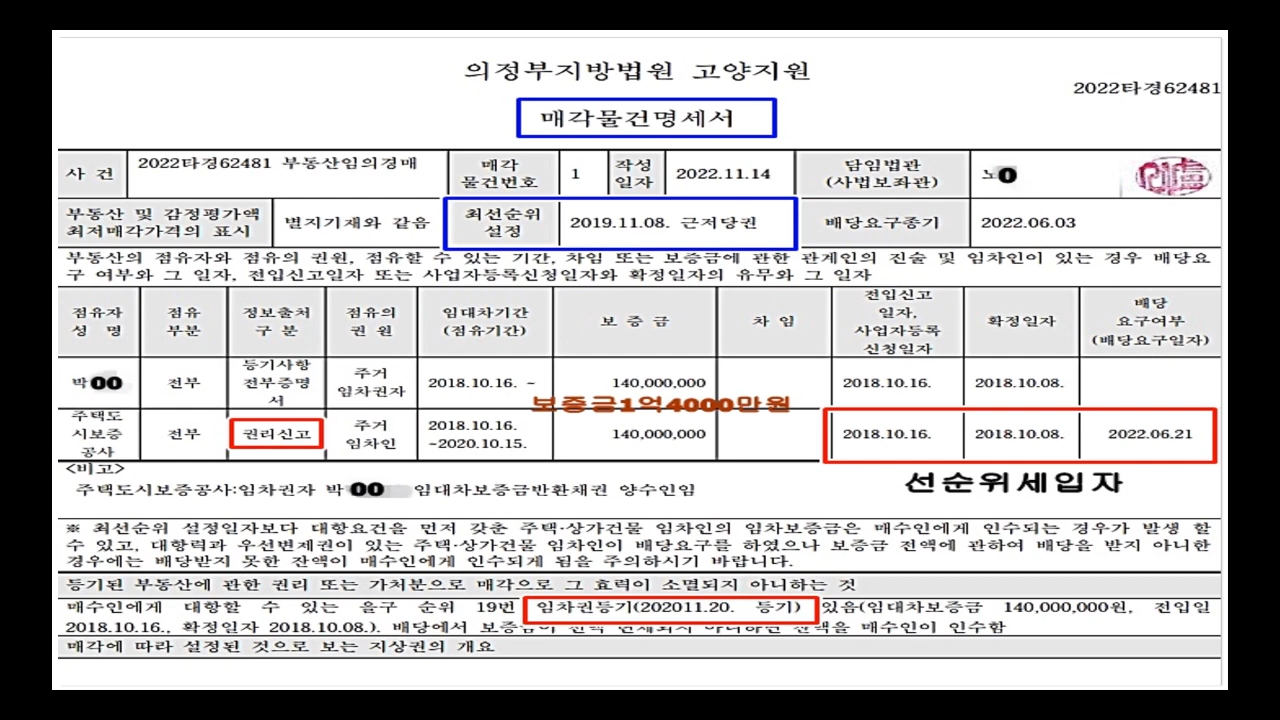 의정부지방법원 고양지원
2022타경62481
매각물건명세서
사 건 2022타경62481 부동산임의경매 매각 물건번호 1 작성 일자 2022.11.14 담임법관 (사법보좌관) 노
부동산 및 감정평가액 최저매각가격의 표시 별지기재와 같음 최선순위 설정 2019.11.08. 근저당권 배당요구종기 2022.06.03
부동산의 점유자와 점유의 권원, 점유할 수 있는 기간, 차임 또는 보증금에 관한 관계인의 진술 및 임차인이 있는 경우 배당요
구 여부와 그 일자, 전입신고일자 또는 사업자등록신청일자와 확정일자의 유무와 그 일자
점유자 성 명 점유 부분 정보출처 구 분 점유의 권 원 임대차기간 (점유기간) 보 증 금 차 임 전입신고 일자, 사업자등록 신청일자 확정일자 배당 요구여부 (배당요구일자)
박00 전부 등기사항 전부증명 서 주거 임차권자 2018.10.16. - 140,000,000 2018.10.16. 2018.10.08.
보증금1억4000만원
주택도 시보증 공사 전부 권리신고 주거 임차인 2018.10.16. ~2020.10.15. 140,000,000 2018.10.16. 2018.10.08. 2022.06.21
<비고>
주택도시보증공사:임차권자 박00 임대차보증금반환채권 양수인임
선순위세입자
※ 최선순위 설정일자보다 대항요건을 먼저 갖춘 주택·상가건물 임차인의 임차보증금은 매수인에게 인수되는 경우가 발생 할
수 있고, 대항력과 우선변제권이 있는 주택·상가건물 임차인이 배당요구를 하였으나 보증금 전액에 관하여 배당을 받지 아니한
경우에는 배당받지 못한 잔액이 매수인에게 인수되게 됨을 주의하시기 바랍니다.
등기된 부동산에 관한 권리 또는 가처분으로 매각으로 그 효력이 소멸되지 아니하는 것
매수인에게 대항할 수 있는 을구 순위 19번 임차권등기(202011.20. 등기) 있음(임대차보증금 140,000,000원, 전입일
2018.10.16., 확정일자 2018.10.08.). 배당에서 보증금이 전액 변제되지 아니하면 잔액을 매수인이 인수함
매각에 따라 설정된 것으로 보는 지상권의 개요